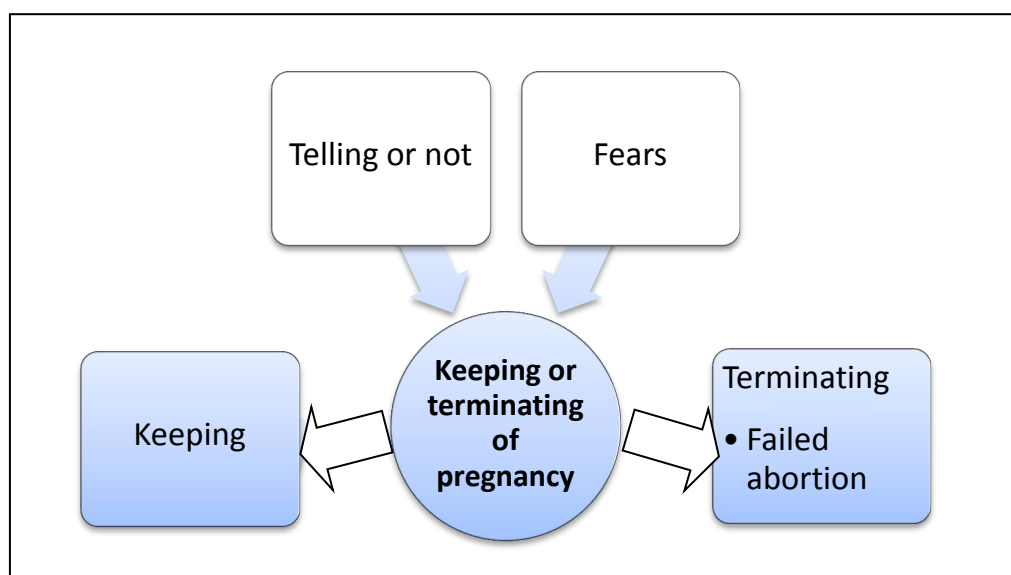 Telling or not
Fears
Keeping or
terminating
of
pregnancy
Keeping
Terminating
• Failed
abortion